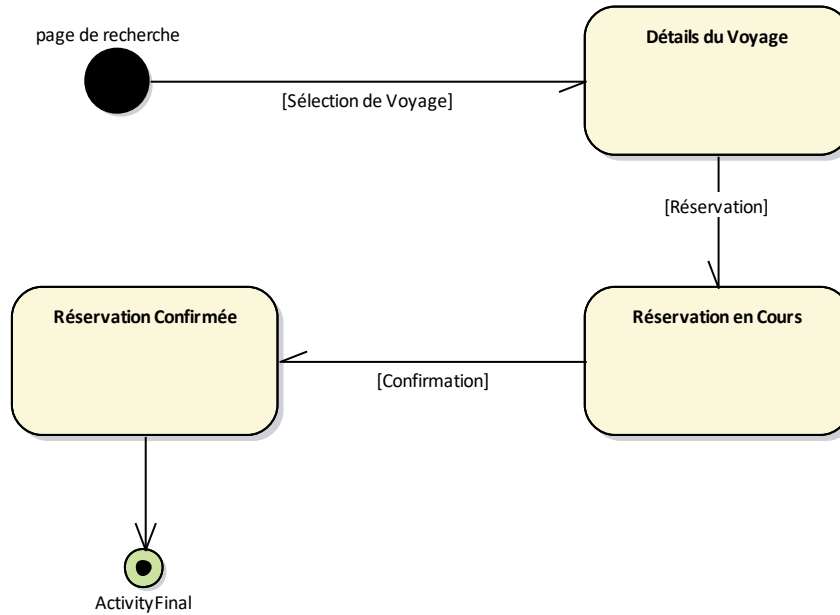 page de recherche
Détails du Voyage
[Sélection de Voyage]
[Réservation]
Réservation Confirmée
Réservation en Cours
[Confirmation]
ActivityFinal